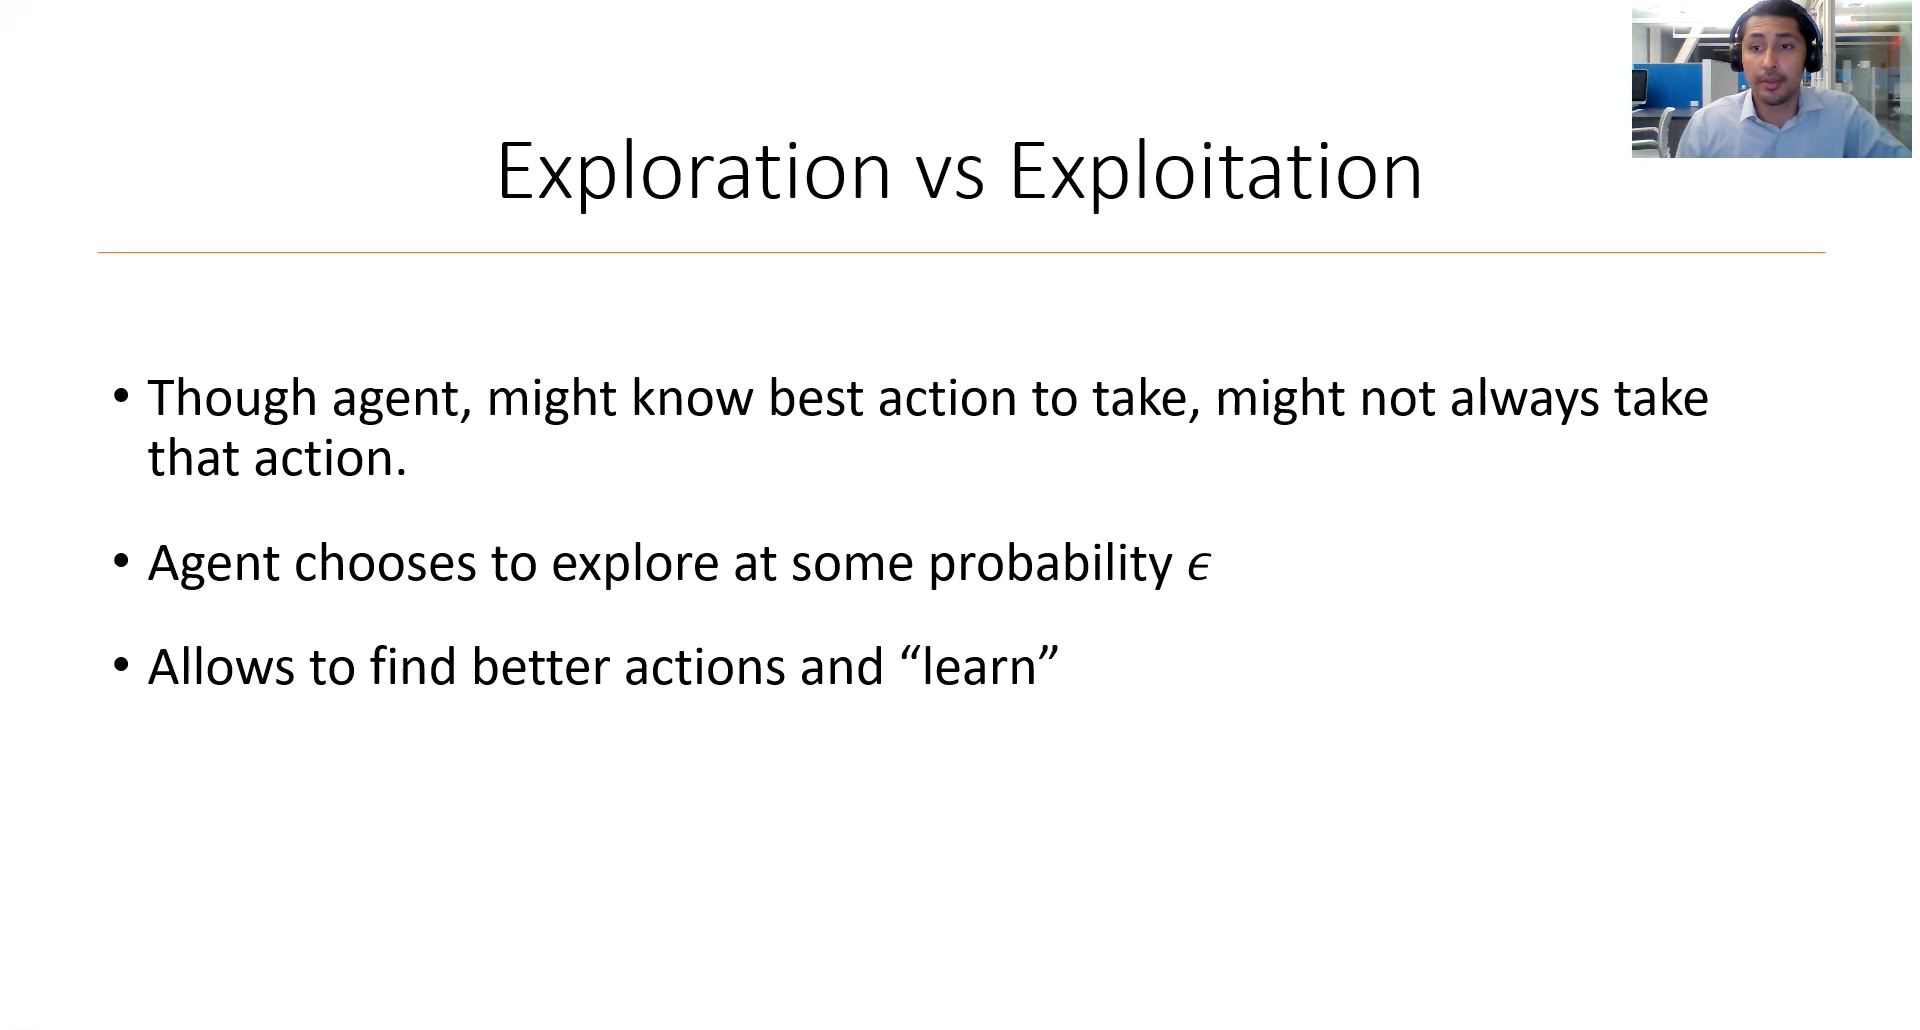 Exploration vs Exploitation
• Though agent, might know best action to take, might not always take
that action.
• Agent chooses to explore at some probability ϵ
• Allows to find better actions and “learn”